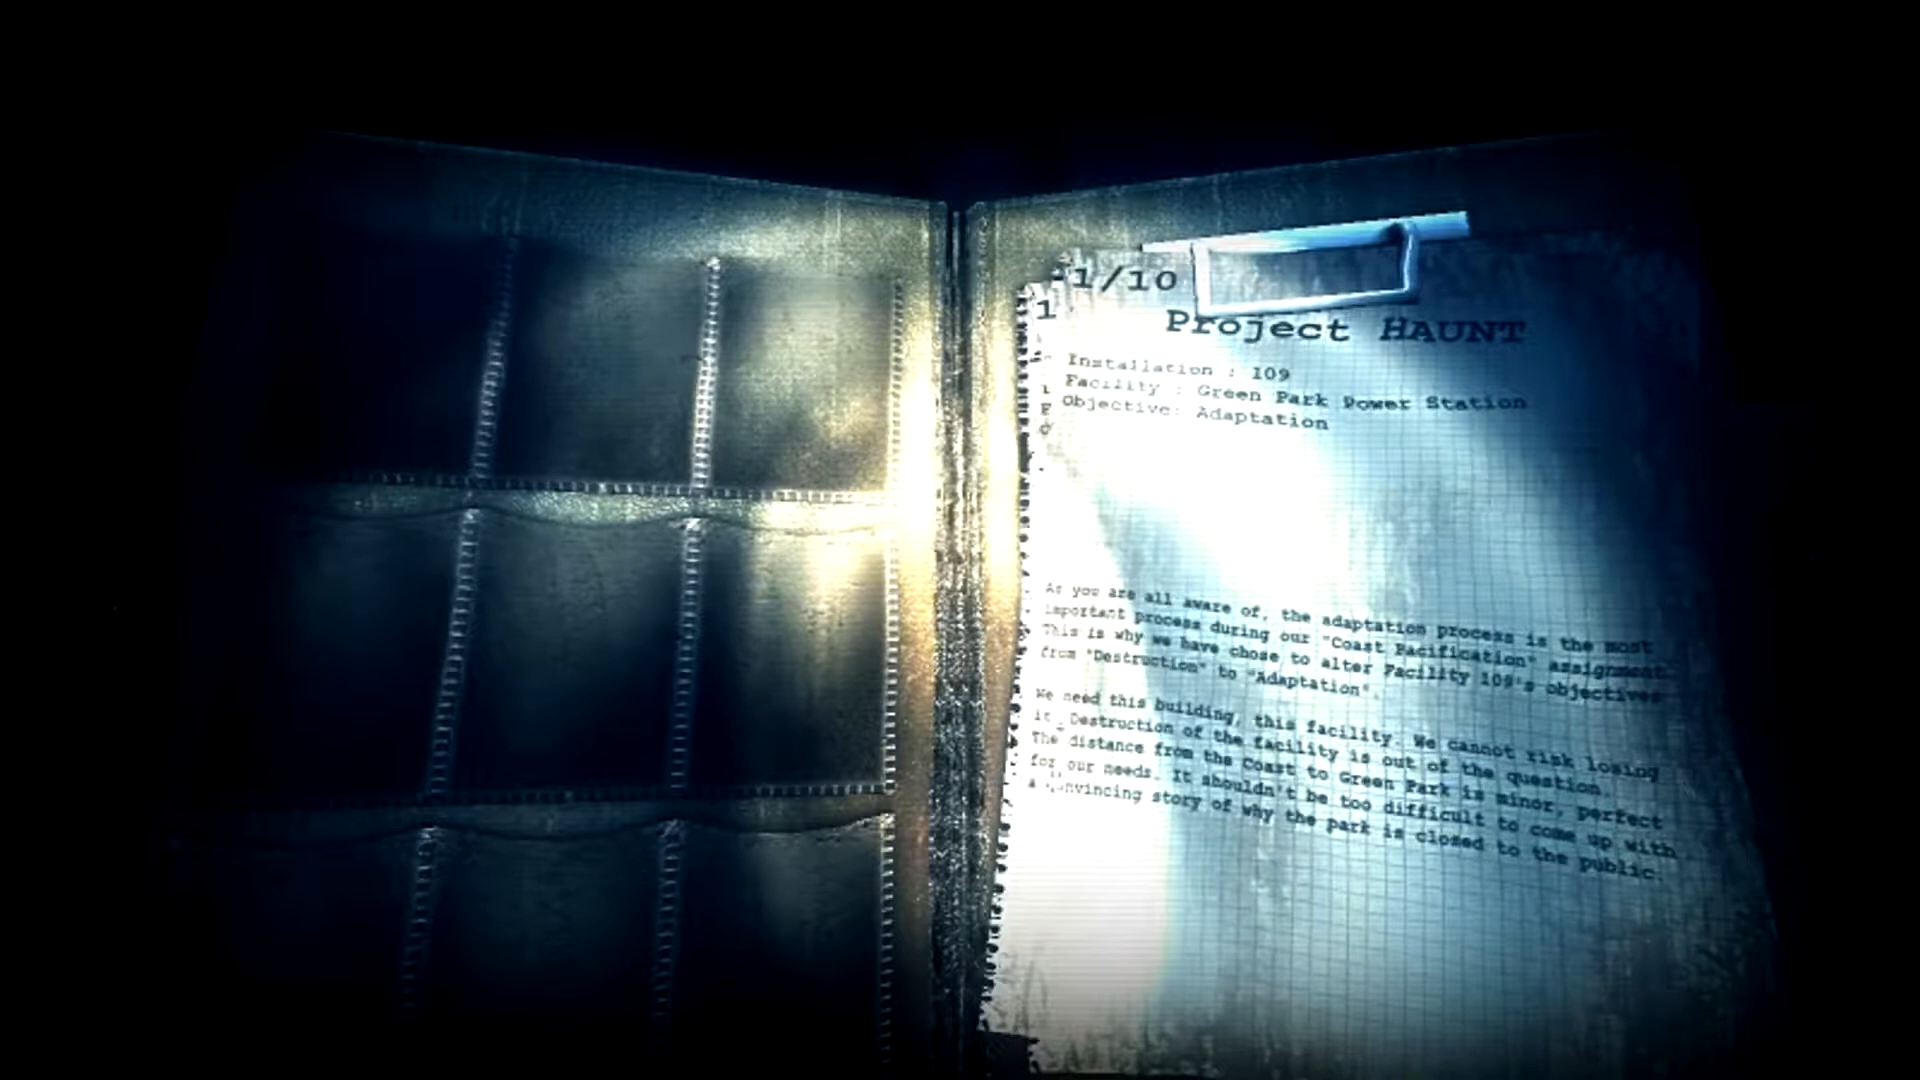 1/10
1
Project HAUNT
Installation : 109
Facility : Green Park Power Station
Objective: Adaptation
As you are all aware of, the adaptation process is the most
important process during our "Coast Pacification" assignment.
This is why we have chose to alter Facility 109's objectives
from "Destruction" to "Adaptation".
We need this building, this facility. We cannot risk losing
it. Destruction of the facility is out of the question.
The distance from the Coast to Green Park is minor, perfect
for our needs. It shouldn't be too difficult to come up with
a convincing story of why the park is closed to the public.